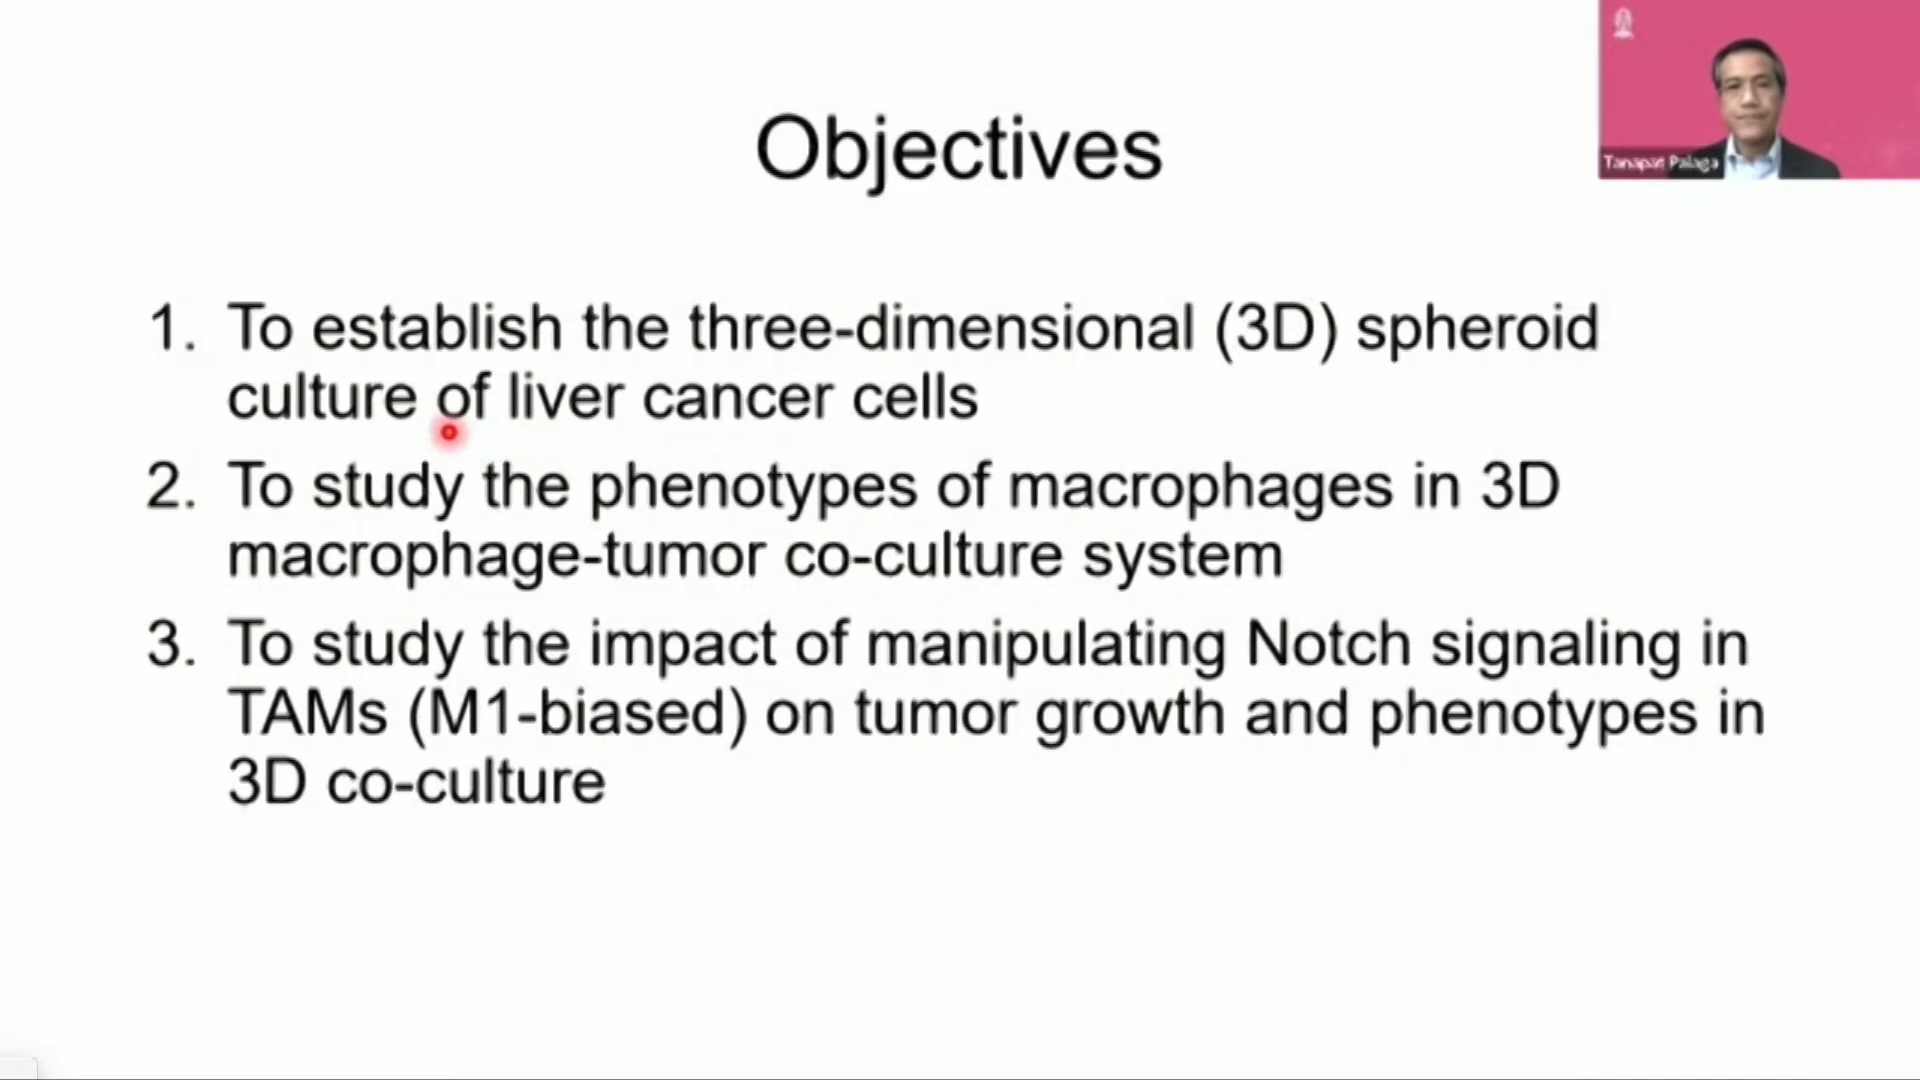 Tanapat Palaga
Objectives
1. To establish the three-dimensional (3D) spheroid
culture of liver cancer cells
2. To study the phenotypes of macrophages in 3D
macrophage-tumor co-culture system
3. To study the impact of manipulating Notch signaling in
TAMs (M1-biased) on tumor growth and phenotypes in
3D co-culture